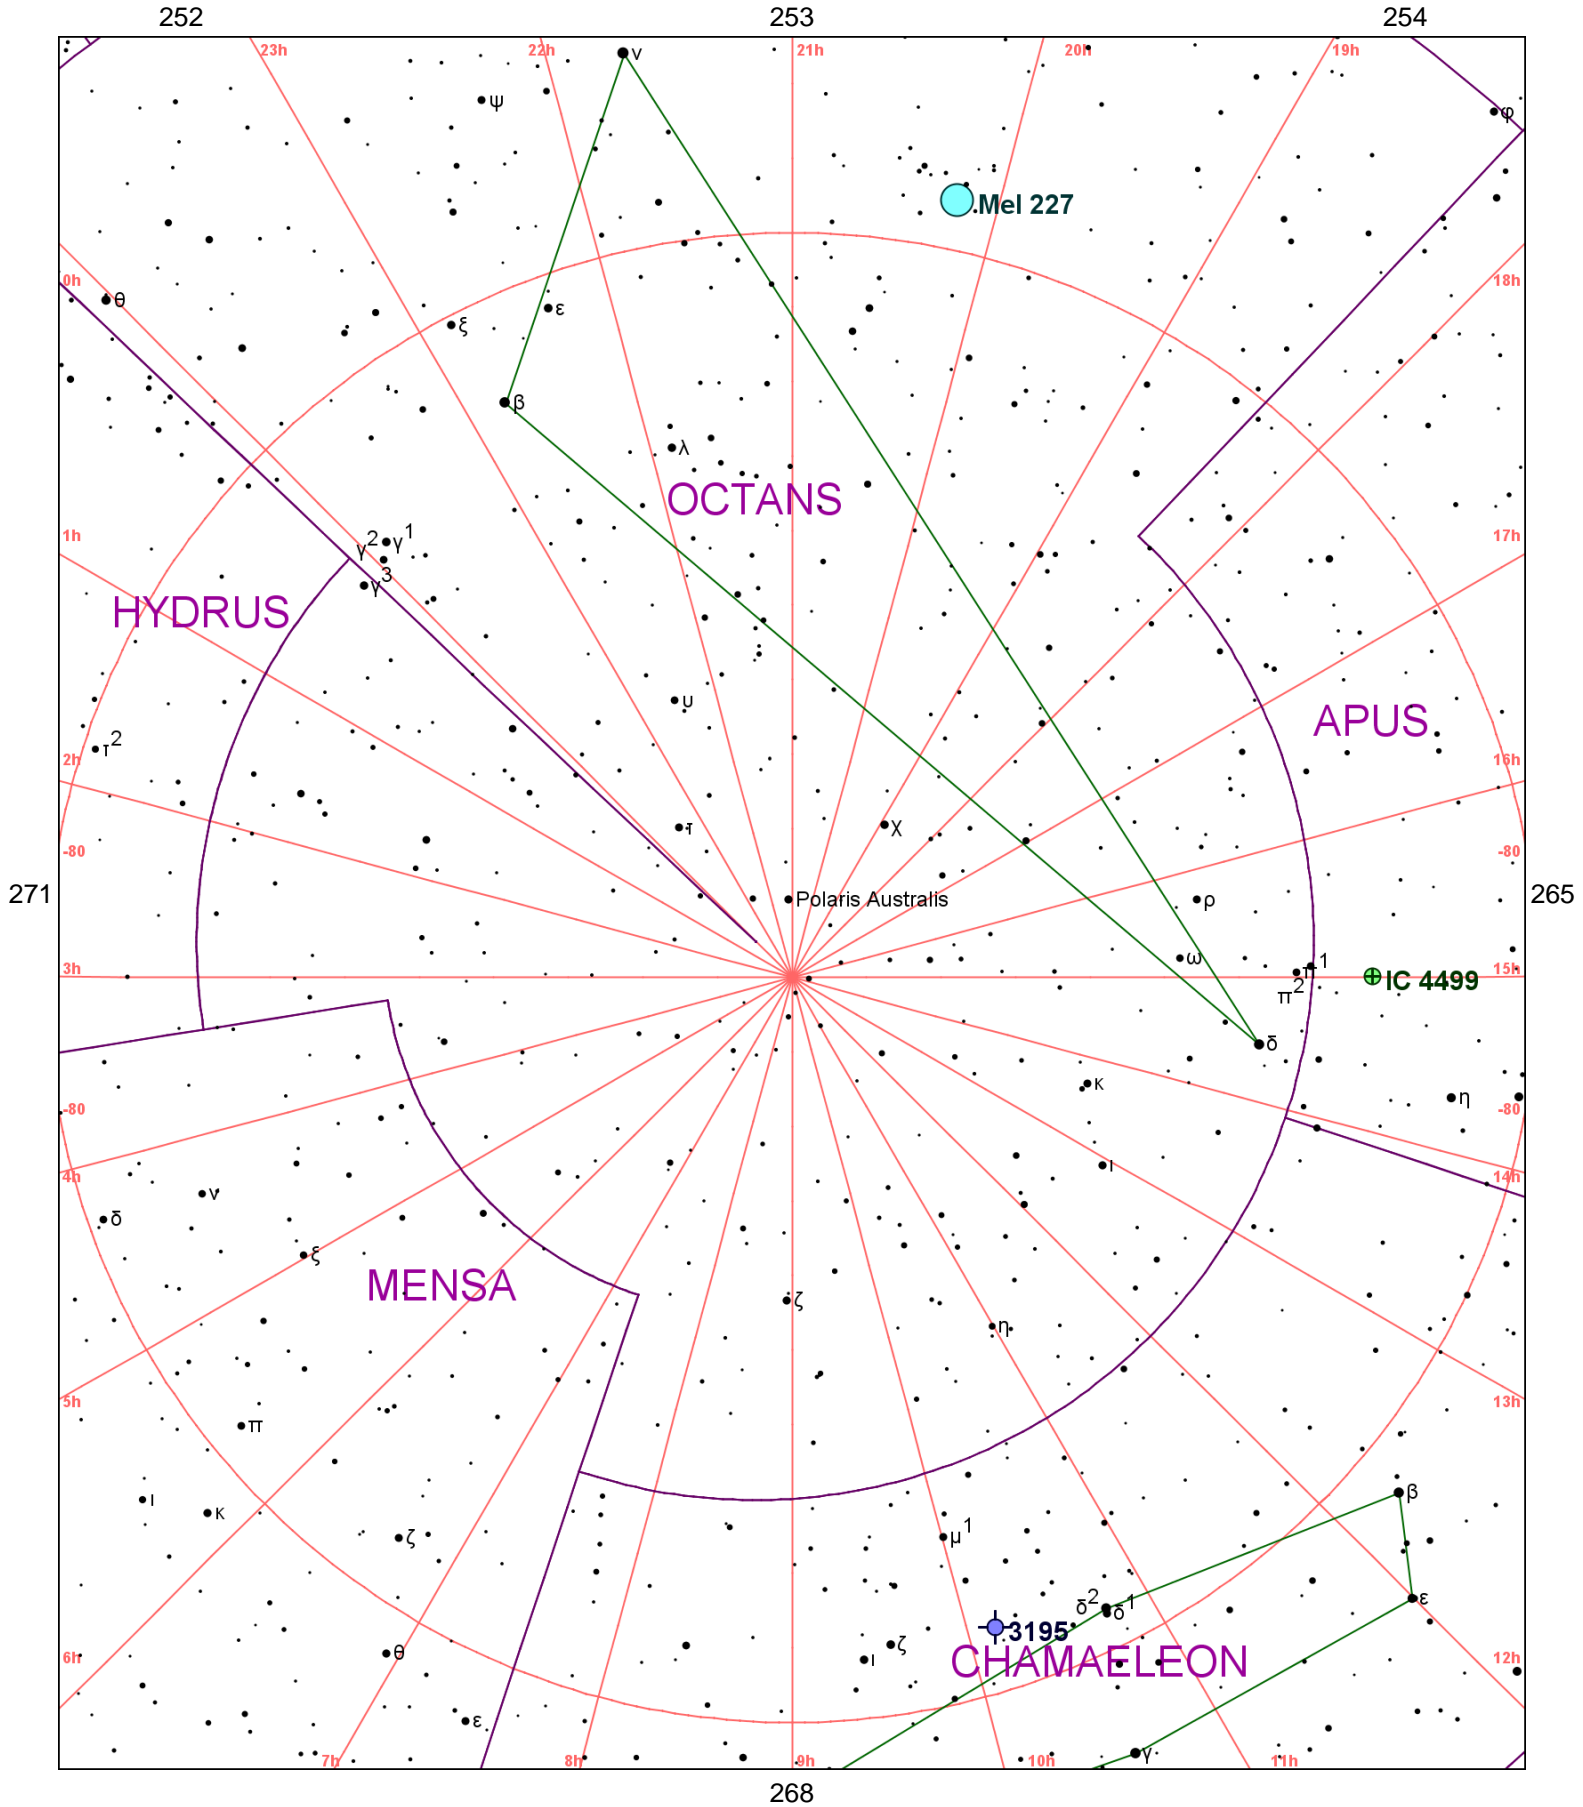 252 253 254
23h 22h ν 21h 20h 19h
ψ φ
Mel 227
0h θ ε 18h
ξ
β
λ
OCTANS
1h γ2 γ1 17h
γ3
HYDRUS
υ
APUS
τ2
2h 16h
τ χ
-80 -80
271 Polaris Australis ρ 265
ω
3h π1 15h
π2 IC 4499
δ
κ η
-80 -80
ι
4h ν 14h
δ
ξ
MENSA
ζ
η
5h 13h
π
ι κ β
ζ μ1
δ2 δ1 ε
3195
θ ζ
6h ι CHAMAELEON 12h
ε
7h 8h 9h 10h γ 11h
268